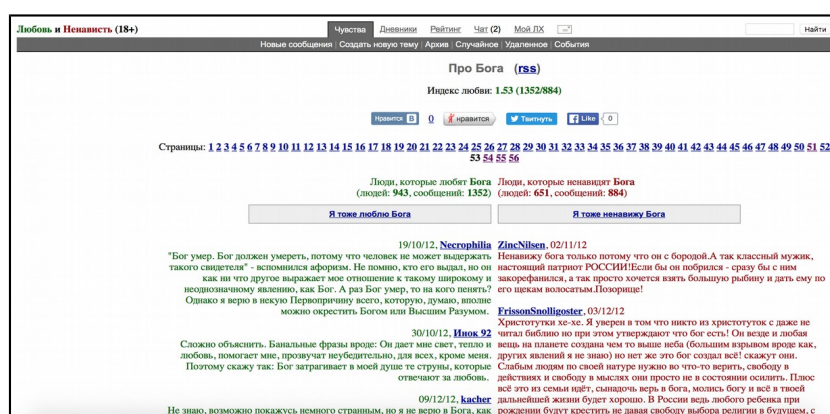 Любовь и Ненависть (18+)
Чувства Дневники Рейтинг Чат (2) Мой ЛХ
Найти
Новые сообщения | Создать новую тему | Архив | Случайное | Удаленное | События
Про Бога (rss)
Индекс любви: 1.53 (1352/884)
Нравится В 0 Я нравится Твитнуть f Like 0
Страницы: 1 2 3 4 5 6 7 8 9 10 11 12 13 14 15 16 17 18 19 20 21 22 23 24 25 26 27 28 29 30 31 32 33 34 35 36 37 38 39 40 41 42 43 44 45 46 47 48 49 50 51 52
53 54 55 56
Люди, которые любят Бога
(людей: 943, сообщений: 1352)
Я тоже люблю Бога
19/10/12, Necrophilia
"Бог умер. Бог должен умереть, потому что человек не может выдержать
такого свидетеля" - вспомнился афоризм. Не помню, кто его выдал, но он
как ни что другое выражает мое отношение к такому широкому и
неоднозначному явлению, как Бог. А раз Бог умер, то на кого пенять?
Однако я верю в некую Первопричину всего, которую, думаю, вполне
можно окрестить Богом или Высшим Разумом.
30/10/12, Инок 92
Сложно объяснить. Банальные фразы вроде: Он дает мне свет, тепло и
любовь, помогает мне, прозвучат неубедительно, для всех, кроме меня.
Поэтому скажу так: Бог затрагивает в моей душе те струны, которые
отвечают за любовь.
09/12/12, kacher
Не знаю, возможно покажусь немного странным, но я не верю в Бога, как
Люди, которые ненавидят Бога
(людей: 651, сообщений: 884)
Я тоже ненавижу Бога
ZincNilsen, 02/11/12
Ненавижу бога только потому что он с бородой.А так классный мужик,
настоящий патриот РОССИИ!Если бы он побрился - сразу бы с ним
закорефанился, а так просто хочется взять большую рыбину и дать ему по
его щекам волосатым.Позорище!
FrissonSnolligoster, 03/12/12
Христотутки хе-хе. Я уверен в том что никто из христоуток с даже не
читал библию но при этом утверждают что бог есть! Он везде и любая
вещь на планете создана чем то выше неба (большим взрывом вроде как,
других явлений я не знаю) но нет же это бог создал всё! скажут они.
Слабым людям по своей натуре нужно во что-то верить, свободу в
действиях и свободу в мыслях они просто не в состоянии осилить. Плюс
всё это из семьи идёт, сыначодь верь в бога, молись богу и всё в твоей
дальнейшей жизни будет хорошо. В России ведь любого ребенка при
рождении будут крестить не давая свободу выбора религии в будущем, с